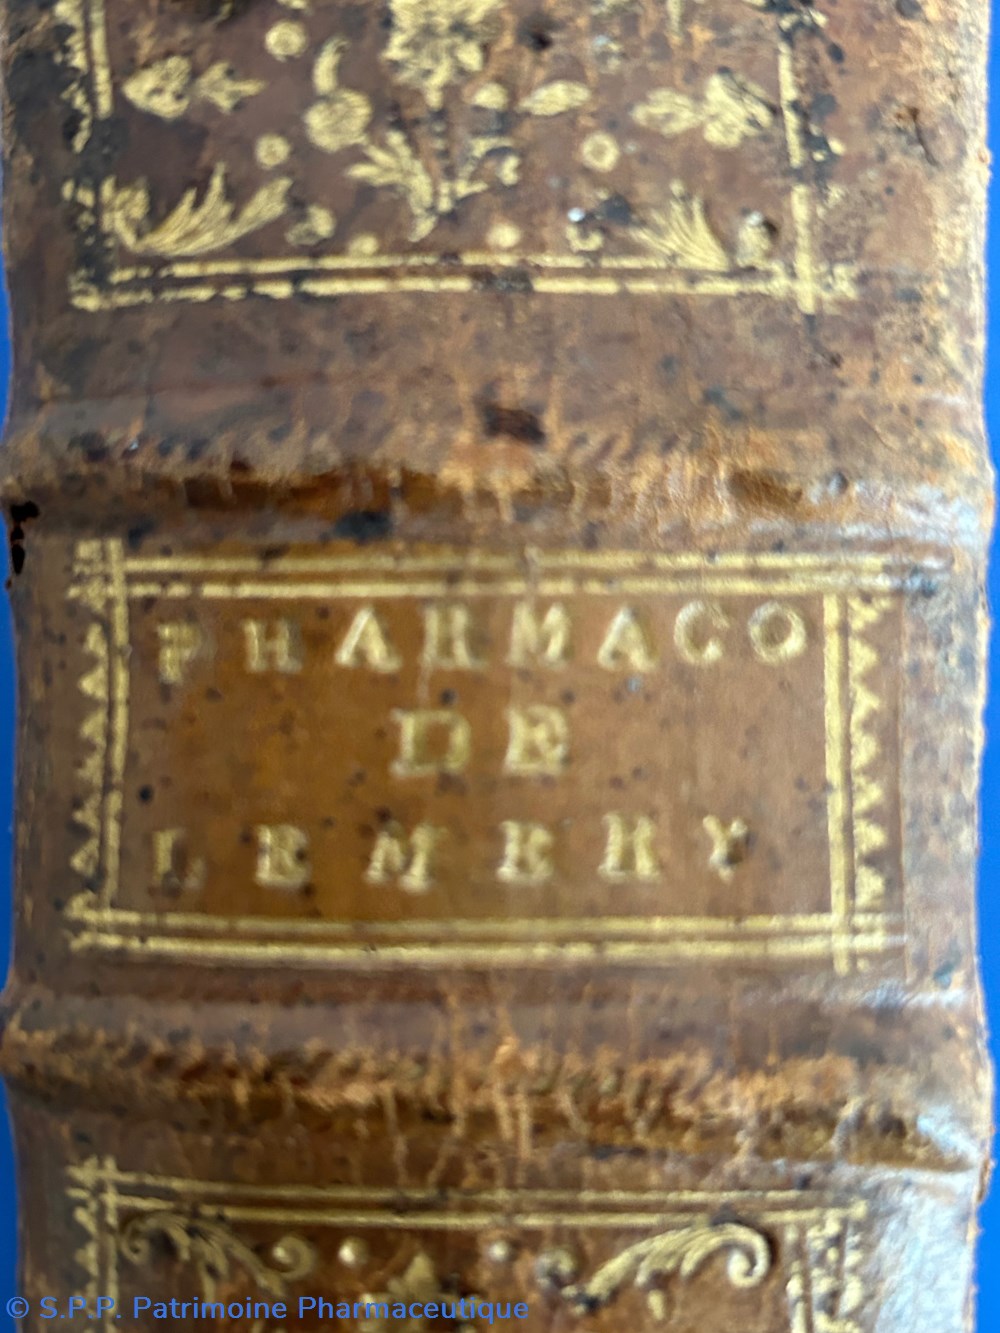 PHARMACO
DE
LEMERY
© S.P.P. Patrimoine Pharmaceutique